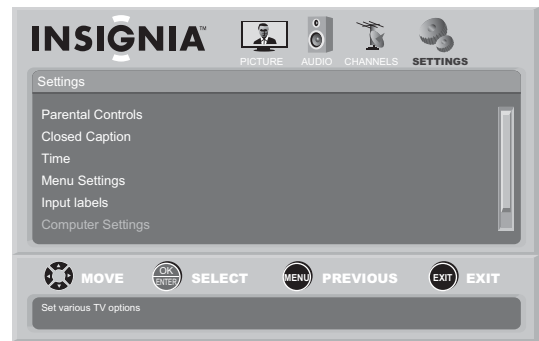 INSIGNIA™
PICTURE AUDIO CHANNELS SETTINGS
Settings
Parental Controls
Closed Caption
Time
Menu Settings
Input labels
Computer Settings
MOVE OK ENTER SELECT MENU PREVIOUS EXIT EXIT
Set various TV options